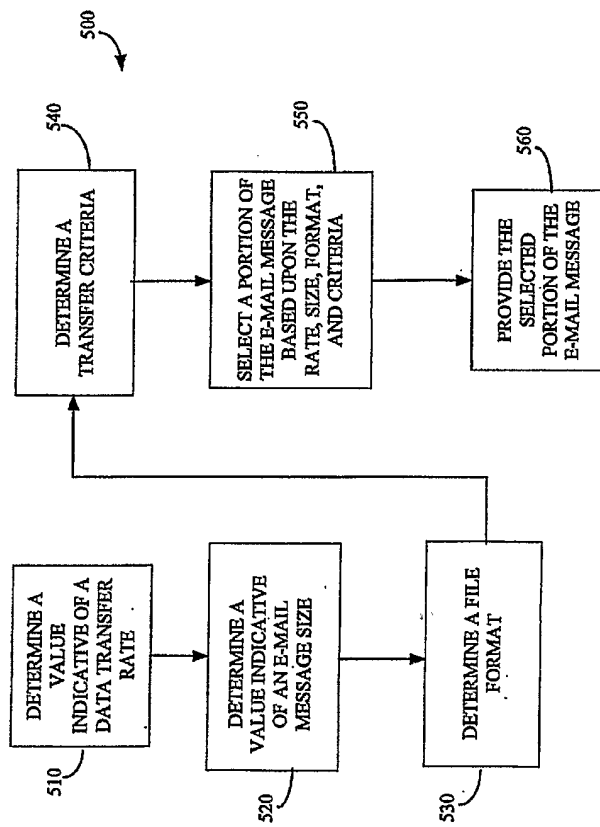 500
510
DETERMINE A
VALUE
INDICATIVE OF A
DATA TRANSFER
RATE
520
DETERMINE A
VALUE INDICATIVE
OF AN E-MAIL
MESSAGE SIZE
530
DETERMINE A FILE
FORMAT
540
DETERMINE A
TRANSFER CRITERIA
550
SELECT A PORTION OF
THE E-MAIL MESSAGE
BASED UPON THE
RATE, SIZE, FORMAT,
AND CRITERIA
560
PROVIDE THE
SELECTED
PORTION OF THE
E-MAIL MESSAGE